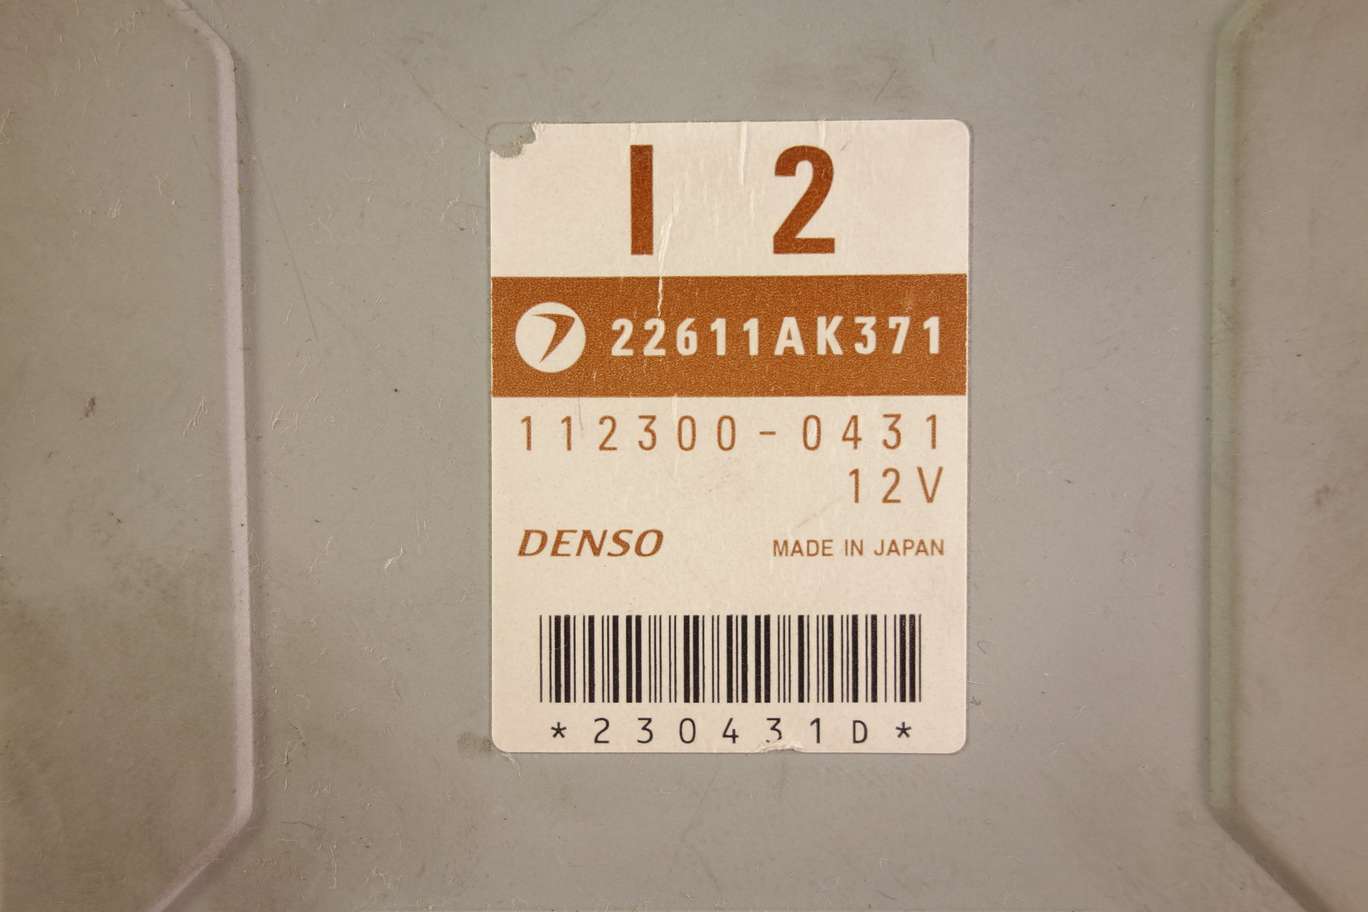 I 2
22611AK371
112300-0431
12V
DENSO MADE IN JAPAN
*230431D*